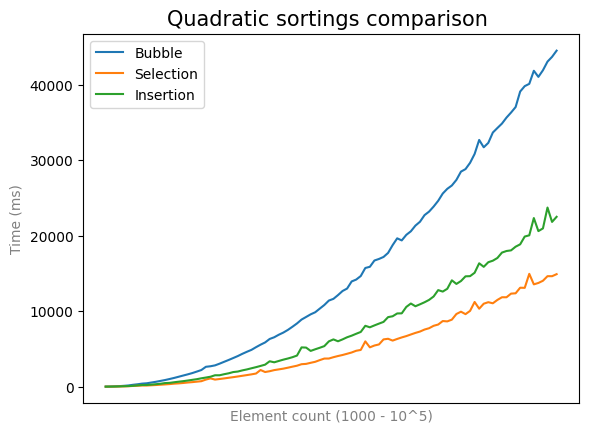 Quadratic sortings comparison
Bubble
Selection
Insertion
40000
30000
20000
10000
0
Time (ms)
Element count (1000 - 10^5)